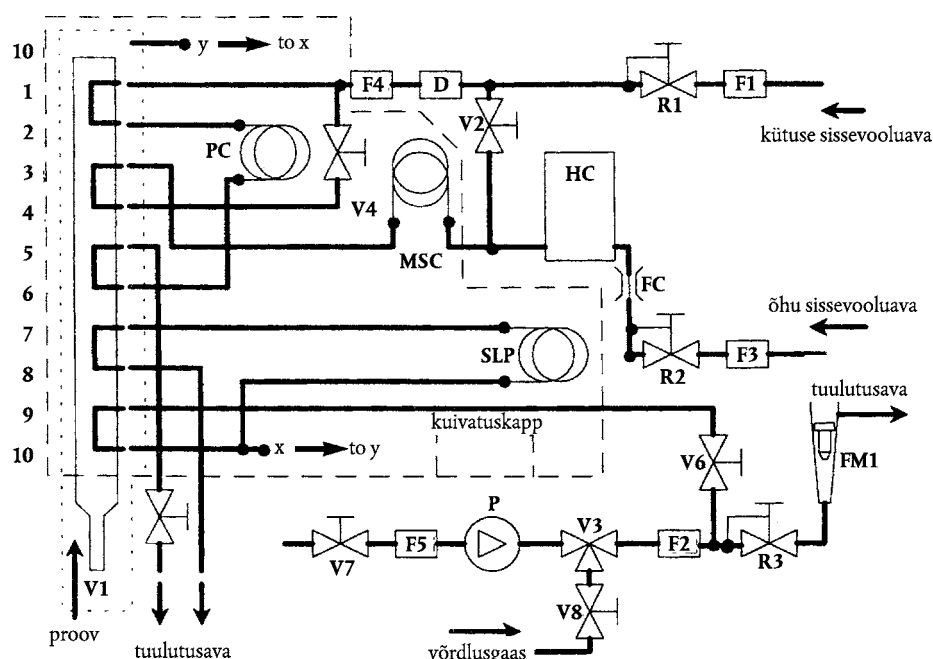 10
y to x
1
F4
D
R1
F1
V2
kütuse sissevooluava
2
PC
HC
3
4
V4
5
MSC
FC
6
õhu sissevooluava
7
SLP
8
R2
F3
tuulutusava
9
kuivatuskapp
10
x to y
V6
FM1
P
V3
F5
F2
V7
R3
V1
V8
proov
tuulutusava
võrdlusgaas